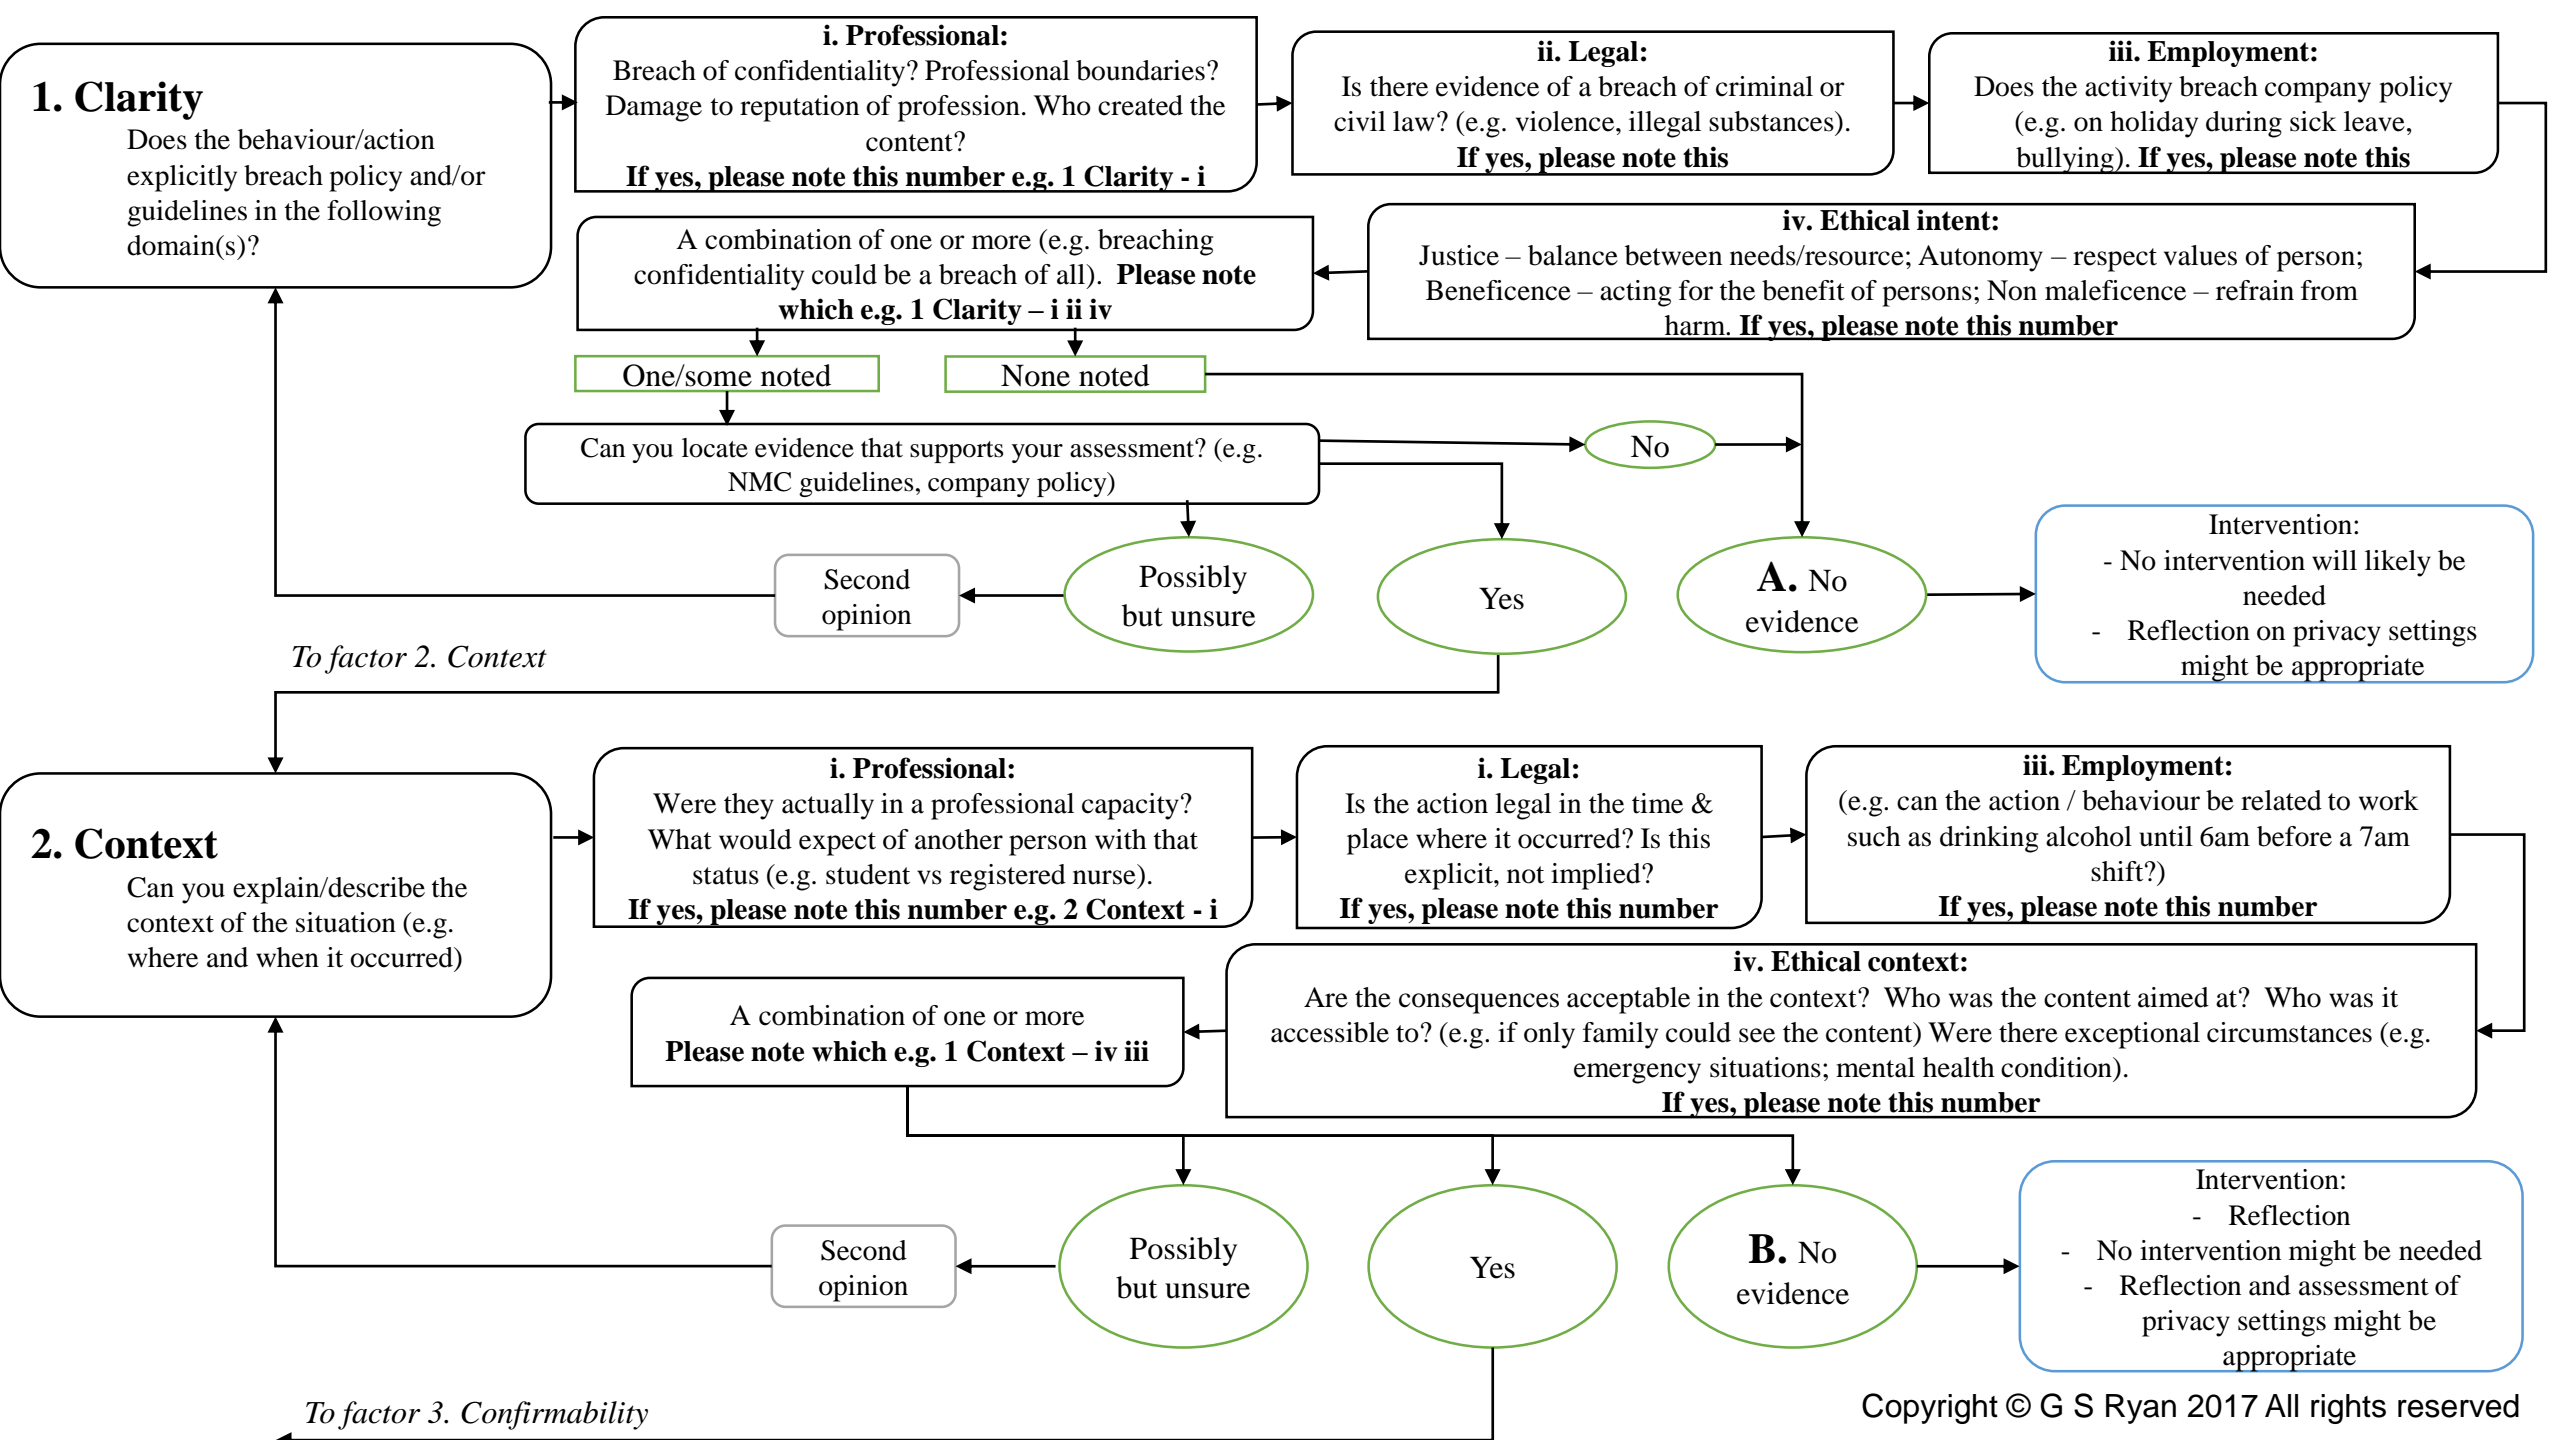 1. Clarity
Does the behaviour/action
explicitly breach policy and/or
guidelines in the following
domain(s)?
i. Professional:
Breach of confidentiality? Professional boundaries?
Damage to reputation of profession. Who created the
content?
If yes, please note this number e.g. 1 Clarity - i
ii. Legal:
Is there evidence of a breach of criminal or
civil law? (e.g. violence, illegal substances).
If yes, please note this
iii. Employment:
Does the activity breach company policy
(e.g. on holiday during sick leave,
bullying). If yes, please note this
iv. Ethical intent:
Justice – balance between needs/resource; Autonomy – respect values of person;
Beneficence – acting for the benefit of persons; Non maleficence – refrain from
harm. If yes, please note this number
A combination of one or more (e.g. breaching
confidentiality could be a breach of all). Please note
which e.g. 1 Clarity – i ii iv
One/some noted
None noted
Can you locate evidence that supports your assessment? (e.g.
NMC guidelines, company policy)
No
Second
opinion
Possibly
but unsure
Yes
A. No
evidence
Intervention:
- No intervention will likely be
needed
- Reflection on privacy settings
might be appropriate
To factor 2. Context
2. Context
Can you explain/describe the
context of the situation (e.g.
where and when it occurred)
i. Professional:
Were they actually in a professional capacity?
What would expect of another person with that
status (e.g. student vs registered nurse).
If yes, please note this number e.g. 2 Context - i
i. Legal:
Is the action legal in the time &
place where it occurred? Is this
explicit, not implied?
If yes, please note this number
iii. Employment:
(e.g. can the action / behaviour be related to work
such as drinking alcohol until 6am before a 7am
shift?)
If yes, please note this number
iv. Ethical context:
Are the consequences acceptable in the context? Who was the content aimed at? Who was it
accessible to? (e.g. if only family could see the content) Were there exceptional circumstances (e.g.
emergency situations; mental health condition).
If yes, please note this number
A combination of one or more
Please note which e.g. 1 Context – iv iii
Second
opinion
Possibly
but unsure
Yes
B. No
evidence
Intervention:
- Reflection
- No intervention might be needed
- Reflection and assessment of
privacy settings might be
appropriate
To factor 3. Confirmability
Copyright © G S Ryan 2017 All rights reserved